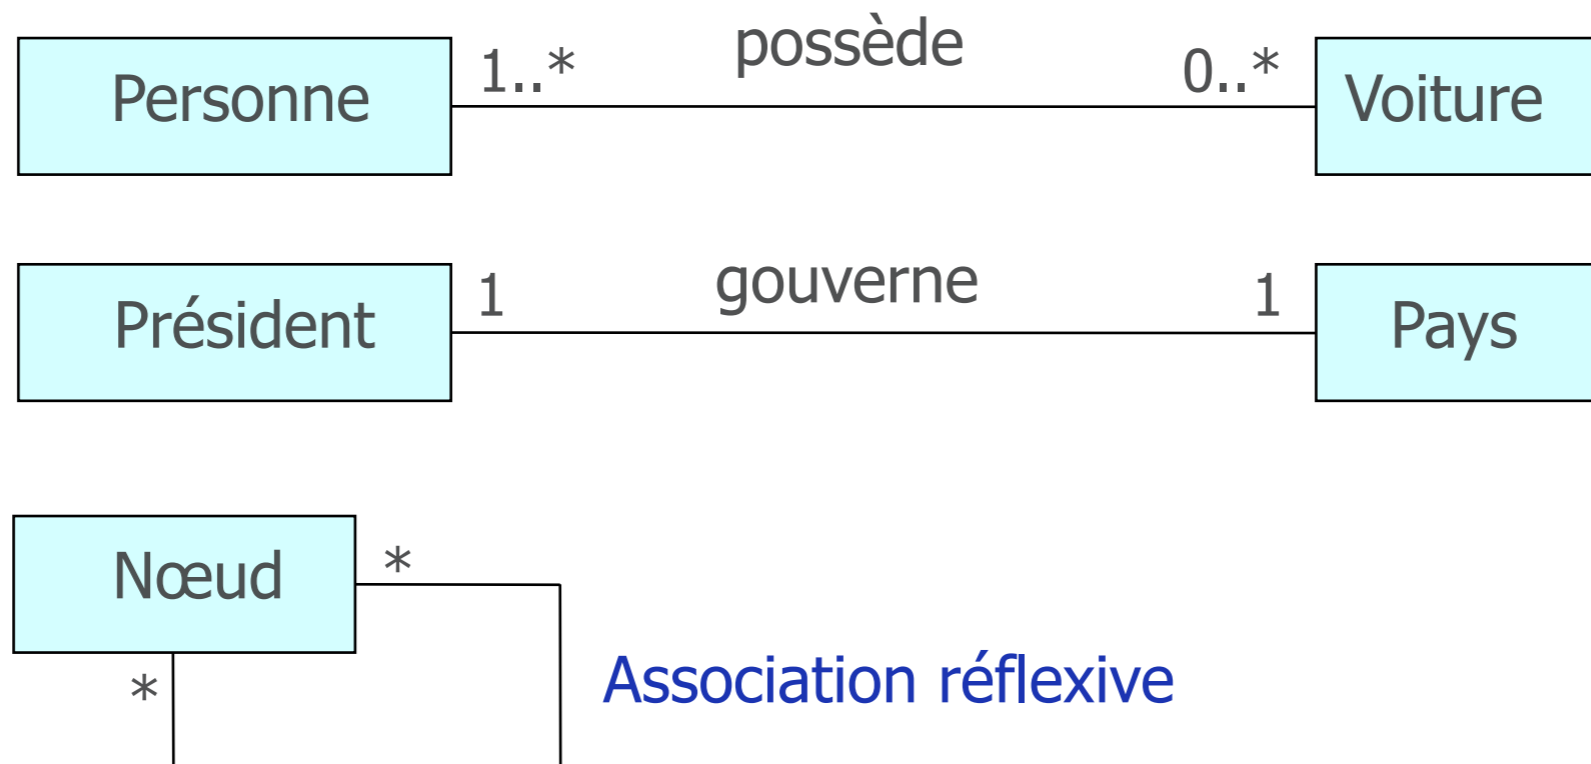 possède
Personne 1..* 0..* Voiture
gouverne
Président 1 1 Pays
Nœud *
*
Association réflexive